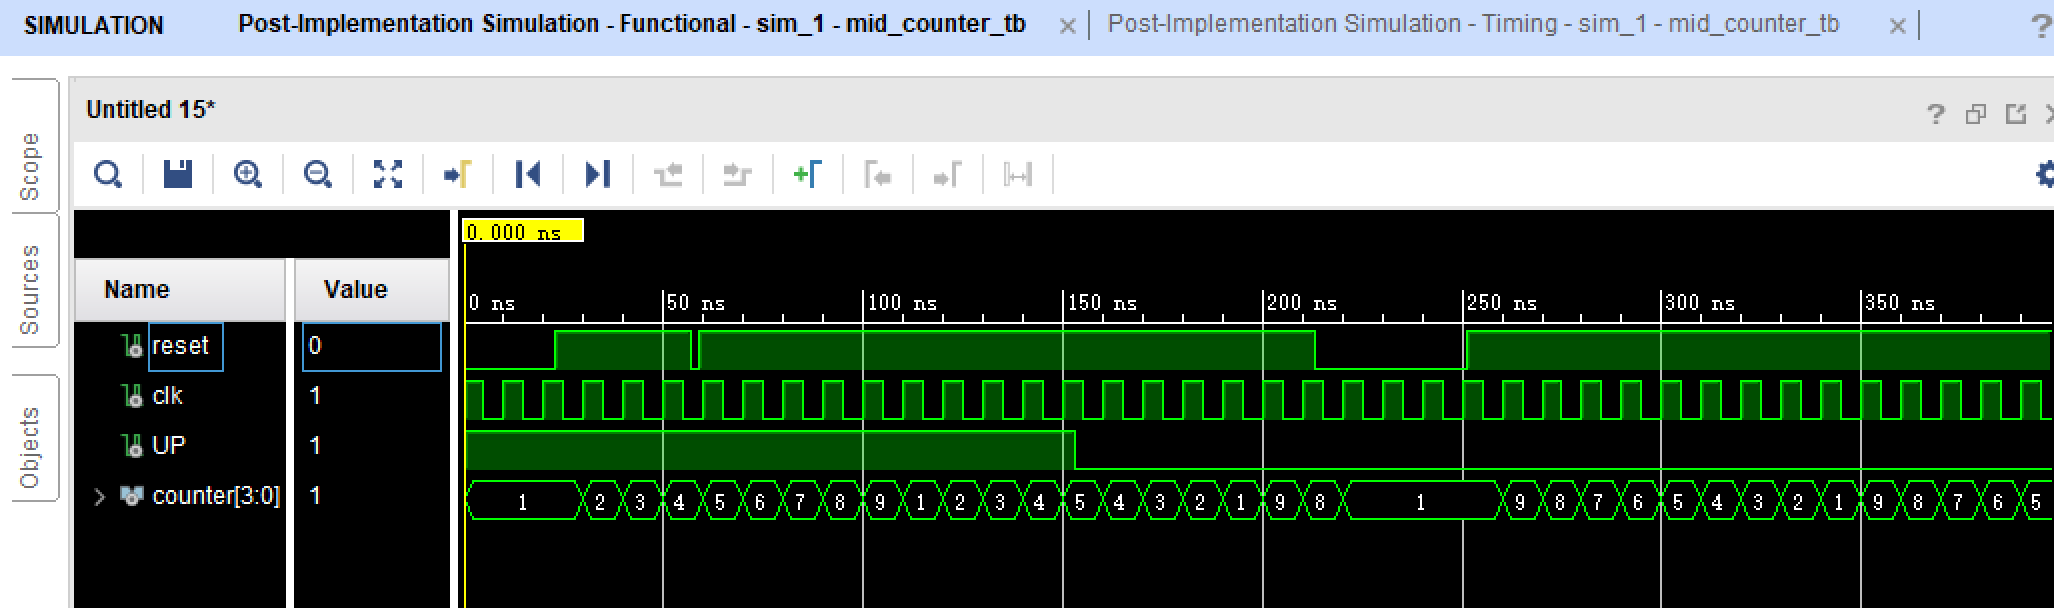 SIMULATION
Post-Implementation Simulation - Functional - sim_1 - mid_counter_tb
Post-Implementation Simulation - Timing - sim_1 - mid_counter_tb
?
Scope
Sources
Objects
Untitled 15*
?
0.000 ns
Name Value
0 ns 50 ns 100 ns 150 ns 200 ns 250 ns 300 ns 350 ns
reset 0
clk 1
UP 1
counter[3:0] 1 1 2 3 4 5 6 7 8 9 1 2 3 4 5 4 3 2 1 9 8 1 9 8 7 6 5 4 3 2 1 9 8 7 6 5